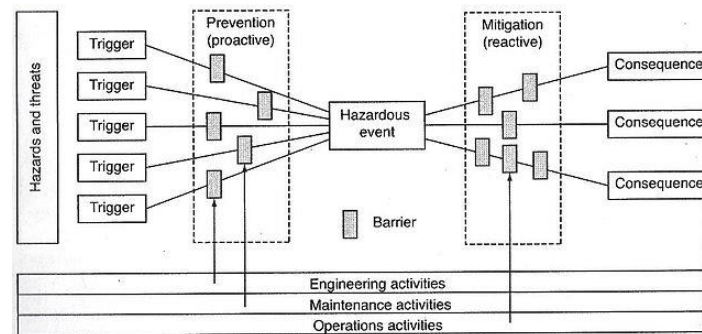 Hazards and threats
Trigger
Trigger
Trigger
Trigger
Trigger
Prevention
(proactive)
Hazardous
event
Mitigation
(reactive)
Consequence
Consequence
Consequence
Barrier
Engineering activities
Maintenance activities
Operations activities